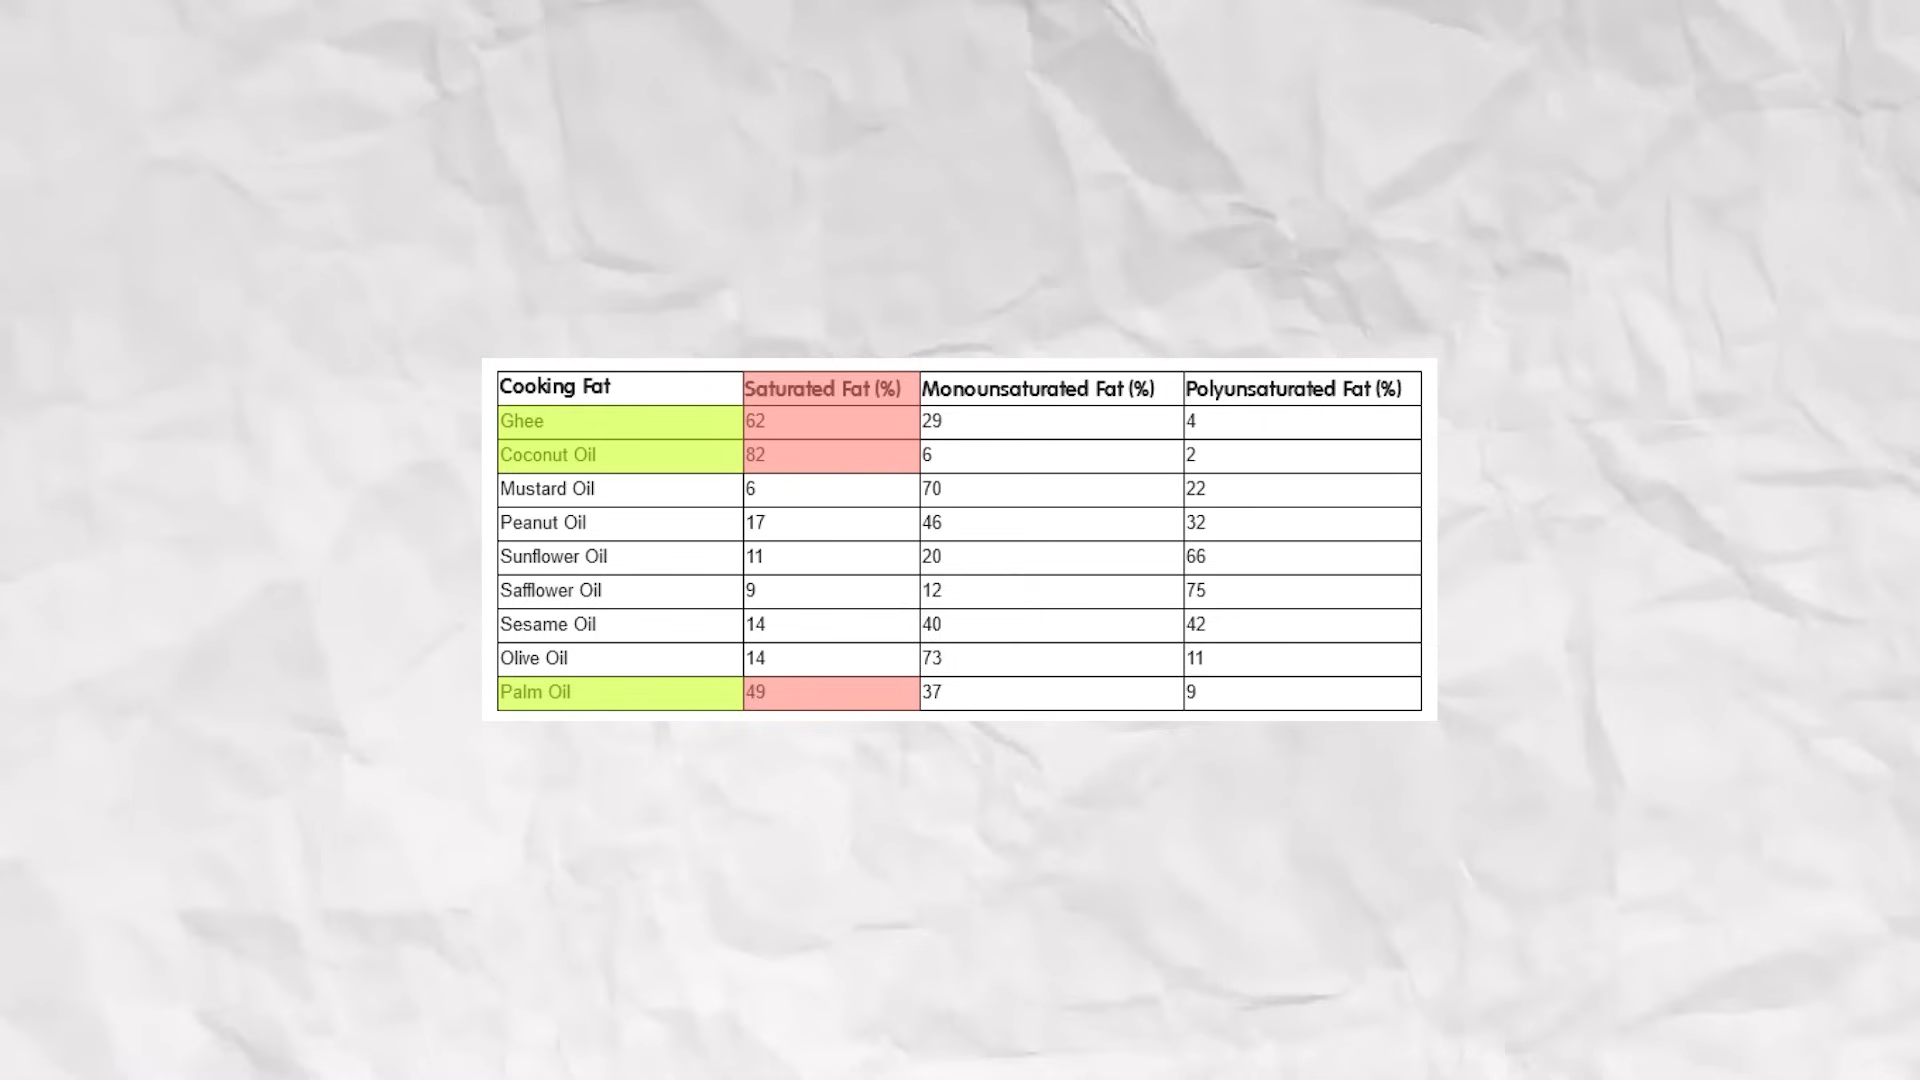 Cooking Fat Saturated Fat (%) Monounsaturated Fat (%) Polyunsaturated Fat (%)
Ghee 62 29 4
Coconut Oil 82 6 2
Mustard Oil 6 70 22
Peanut Oil 17 46 32
Sunflower Oil 11 20 66
Safflower Oil 9 12 75
Sesame Oil 14 40 42
Olive Oil 14 73 11
Palm Oil 49 37 9